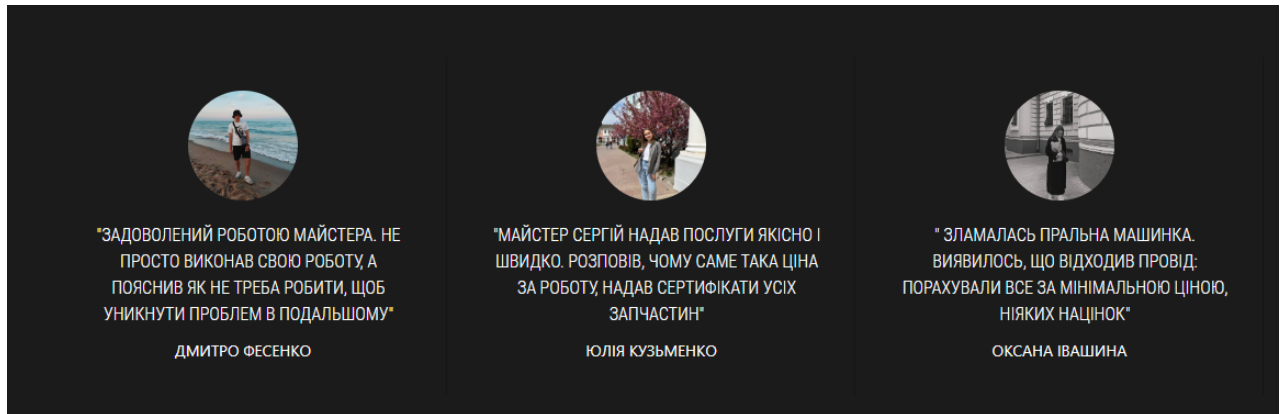 "ЗАДОВОЛЕНИЙ РОБОТОЮ МАЙСТЕРА. НЕ
ПРОСТО ВИКОНАВ СВОЮ РОБОТУ, А
ПОЯСНИВ ЯК НЕ ТРЕБА РОБИТИ, ЩОБ
УНИКНУТИ ПРОБЛЕМ В ПОДАЛЬШОМУ"
ДМИТРО ФЕСЕНКО
"МАЙСТЕР СЕРГІЙ НАДАВ ПОСЛУГИ ЯКІСНО І
ШВИДКО. РОЗПОВІВ, ЧОМУ САМЕ ТАКА ЦІНА
ЗА РОБОТУ, НАДАВ СЕРТИФІКАТИ УСІХ
ЗАПЧАСТИН"
ЮЛІЯ КУЗЬМЕНКО
" ЗЛАМАЛАСЬ ПРАЛЬНА МАШИНКА.
ВИЯВИЛОСЬ, ЩО ВІДХОДИВ ПРОВІД:
ПОРАХУВАЛИ ВСЕ ЗА МІНІМАЛЬНОЮ ЦІНОЮ,
НІЯКИХ НАЦІНОК"
ОКСАНА ІВАШИНА